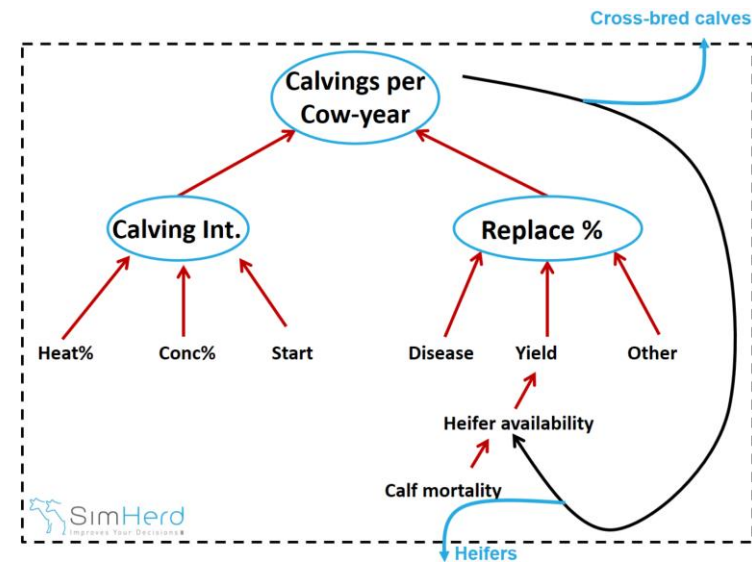 Cross-bred calves
Calvings per
Cow-year
Calving Int.
Replace %
Heat%
Conc%
Start
Disease
Yield
Other
Heifer availability
Calf mortality
SimHerd
Improves Your Decisions
Heifers